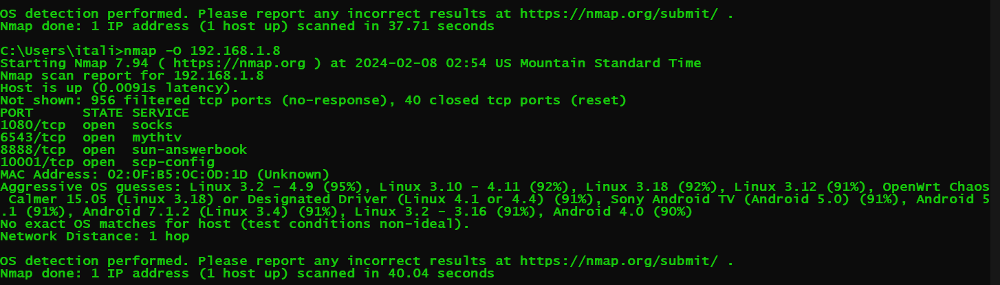 OS detection performed. Please report any incorrect results at https://nmap.org/submit/ .
Nmap done: 1 IP address (1 host up) scanned in 37.71 seconds
C:\Users\itali>nmap -O 192.168.1.8
Starting Nmap 7.94 ( https://nmap.org ) at 2024-02-08 02:54 US Mountain Standard Time
Nmap scan report for 192.168.1.8
Host is up (0.0091s latency).
Not shown: 956 filtered tcp ports (no-response), 40 closed tcp ports (reset)
PORT      STATE SERVICE
1080/tcp  open  socks
6543/tcp  open  mythtv
8888/tcp  open  sun-answerbook
10001/tcp open  scp-config
MAC Address: 02:0F:B5:0C:0D:1D (Unknown)
Aggressive OS guesses: Linux 3.2 - 4.9 (95%), Linux 3.10 - 4.11 (92%), Linux 3.18 (92%), Linux 3.12 (91%), OpenWrt Chaos
 Calmer 15.05 (Linux 3.18) or Designated Driver (Linux 4.1 or 4.4) (91%), Sony Android TV (Android 5.0) (91%), Android 5
.1 (91%), Android 7.1.2 (Linux 3.4) (91%), Linux 3.2 - 3.16 (91%), Android 4.0 (90%)
No exact OS matches for host (test conditions non-ideal).
Network Distance: 1 hop
OS detection performed. Please report any incorrect results at https://nmap.org/submit/ .
Nmap done: 1 IP address (1 host up) scanned in 40.04 seconds